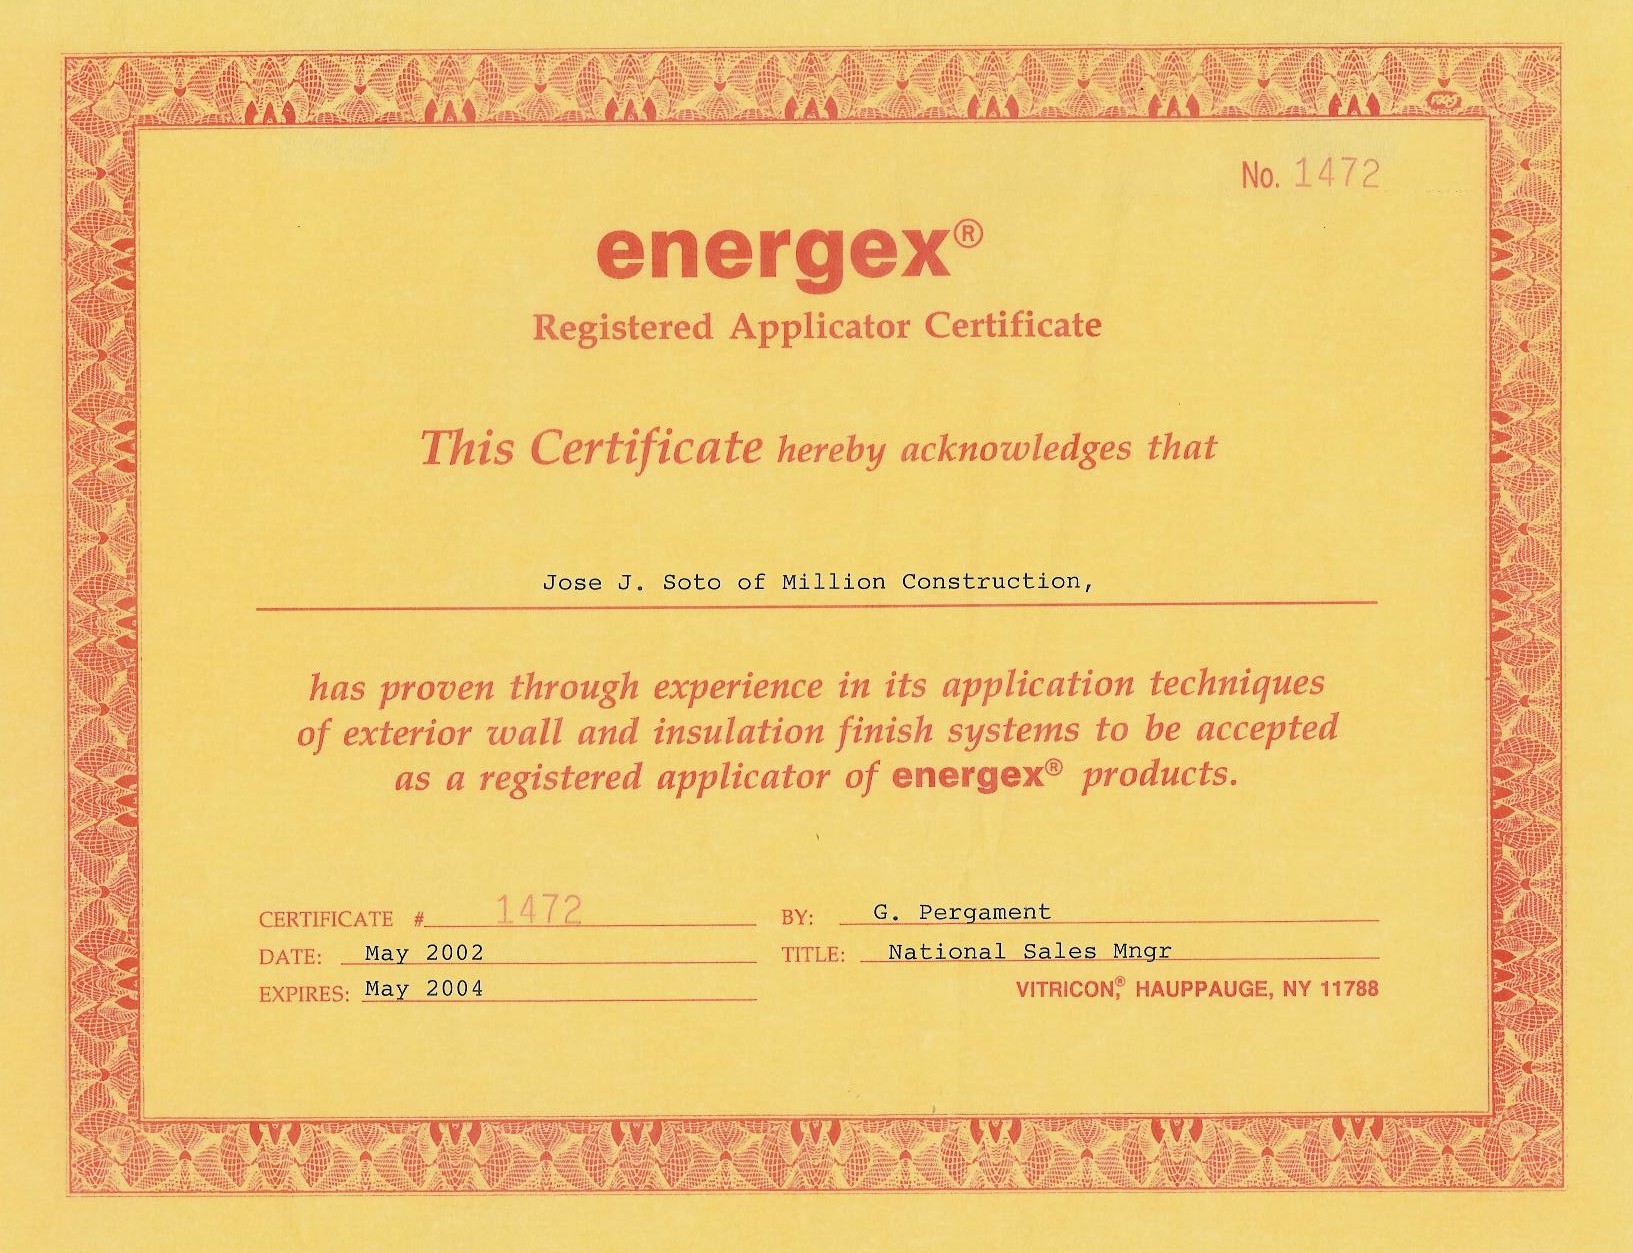 No. 1472
energex®
Registered Applicator Certificate
This Certificate hereby acknowledges that
Jose J. Soto of Million Construction,
has proven through experience in its application techniques
of exterior wall and insulation finish systems to be accepted
as a registered applicator of energex® products.
CERTIFICATE # 1472
DATE: May 2002
EXPIRES: May 2004
BY: G. Pergament
TITLE: National Sales Mngr
VITRICON,® HAUPPAUGE, NY 11788